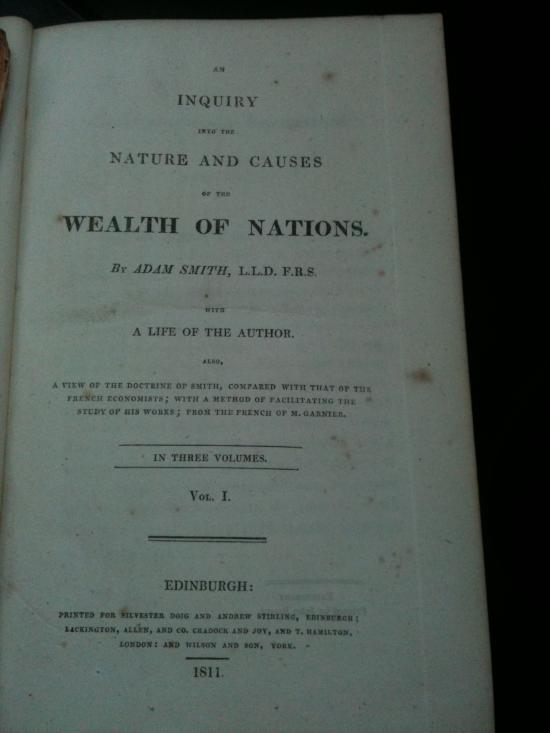 AN
INQUIRY
INTO THE
NATURE AND CAUSES
OF THE
WEALTH OF NATIONS.
BY ADAM SMITH, L.L.D. F.R.S.
WITH
A LIFE OF THE AUTHOR.
ALSO,
A VIEW OF THE DOCTRINE OF SMITH, COMPARED WITH THAT OF THE
FRENCH ECONOMISTS; WITH A METHOD OF FACILITATING THE
STUDY OF HIS WORKS; FROM THE FRENCH OF M. GARNIER.
IN THREE VOLUMES.
VOL. I.
EDINBURGH:
PRINTED FOR SILVESTER DOIG AND ANDREW STIRLING, EDINBURGH;
LACKINGTON, ALLEN, AND CO. CRADOCK AND JOY, AND T. HAMILTON,
LONDON: AND WILSON AND SON, YORK.
1811.